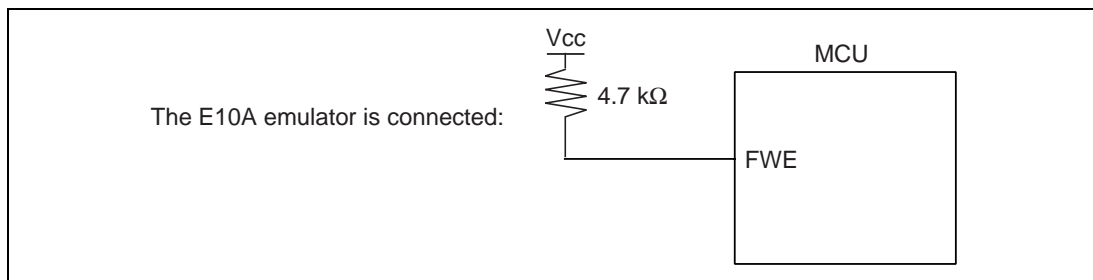 Vcc
MCU
4.7 kΩ
The E10A emulator is connected:
FWE